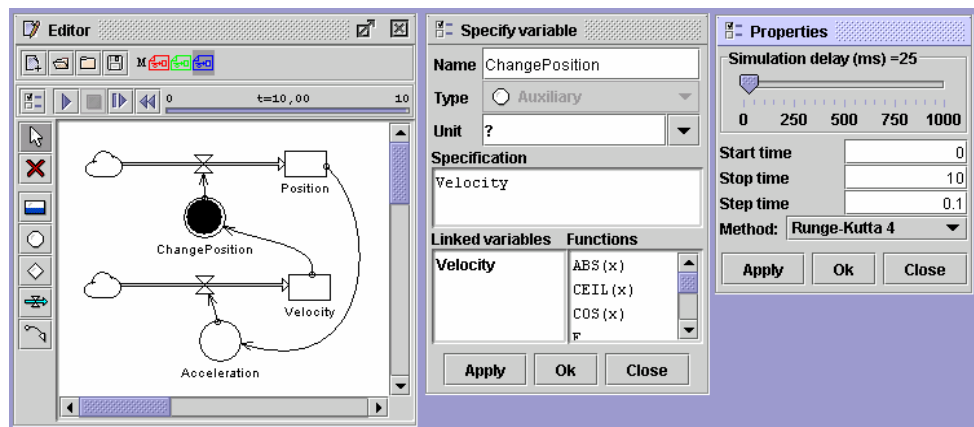 Editor
M
0 t=10,00 10
Position
ChangePosition
Velocity
Acceleration
Specify variable
Name ChangePosition
Type Auxiliary
Unit ?
Specification
Velocity
Linked variables Functions
Velocity ABS(x)
CEIL(x)
COS(x)
Apply Ok Close
Properties
Simulation delay (ms) =25
0 250 500 750 1000
Start time 0
Stop time 10
Step time 0.1
Method: Runge-Kutta 4
Apply Ok Close